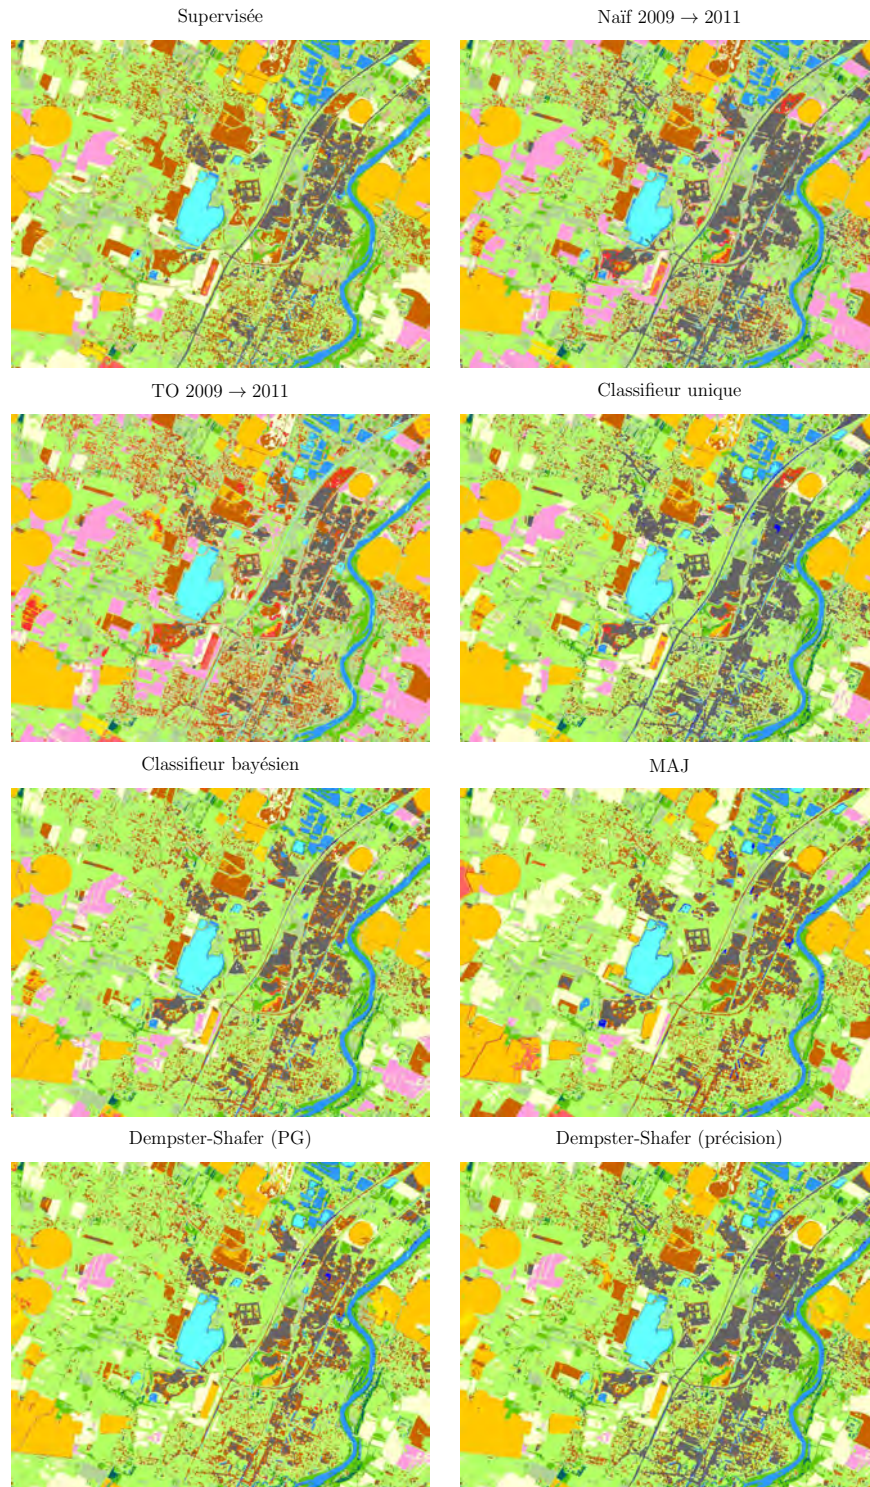 Supervisée
Naïf 2009 → 2011
TO 2009 → 2011
Classifieur unique
Classifieur bayésien
MAJ
Dempster-Shafer (PG)
Dempster-Shafer (précision)